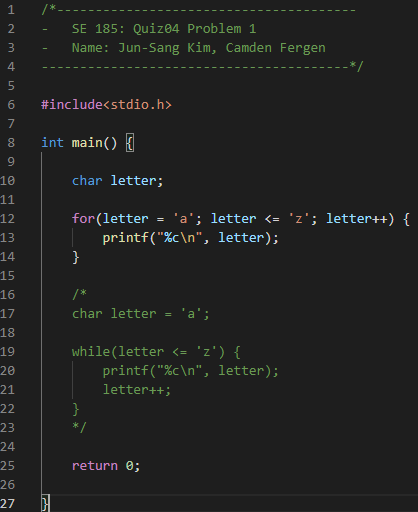 1 /*--------------------------------------
2 -   SE 185: Quiz04 Problem 1
3 -   Name: Jun-Sang Kim, Camden Fergen
4 ----------------------------------------*/
5
6 #include<stdio.h>
7
8 int main() {
9
10     char letter;
11
12     for(letter = 'a'; letter <= 'z'; letter++) {
13         printf("%c\n", letter);
14     }
15
16     /*
17     char letter = 'a';
18
19     while(letter <= 'z') {
20         printf("%c\n", letter);
21         letter++;
22     }
23     */
24
25     return 0;
26
27 }